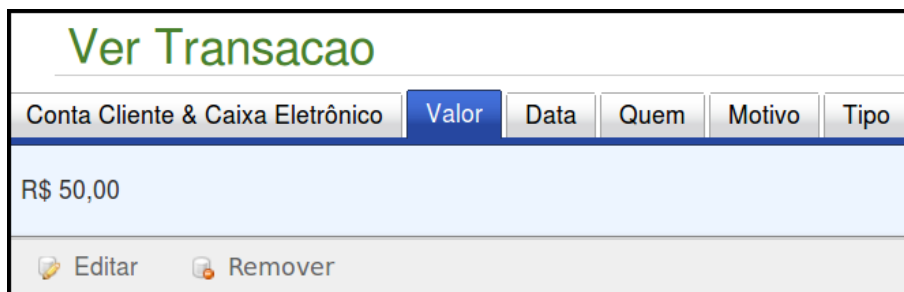 Ver Transacao
Conta Cliente & Caixa Eletrônico Valor Data Quem Motivo Tipo
R$ 50,00
Editar Remover